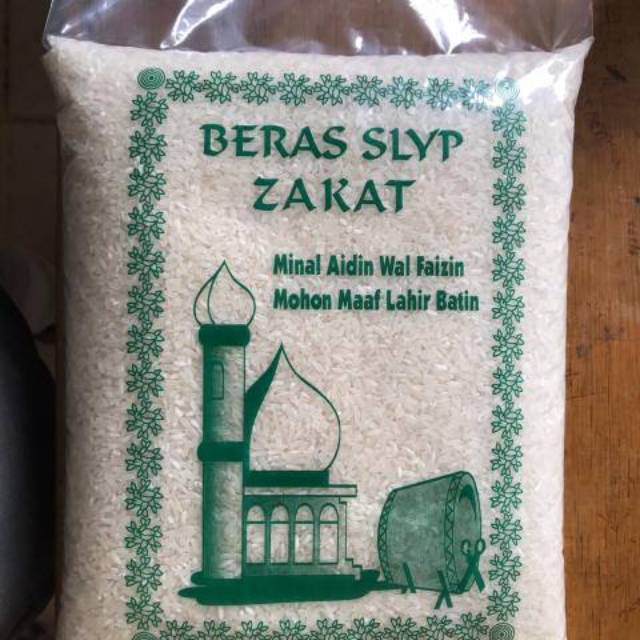 BERAS SLYP
ZAKAT
Minal Aidin Wal Faizin
Mohon Maaf Lahir Batin